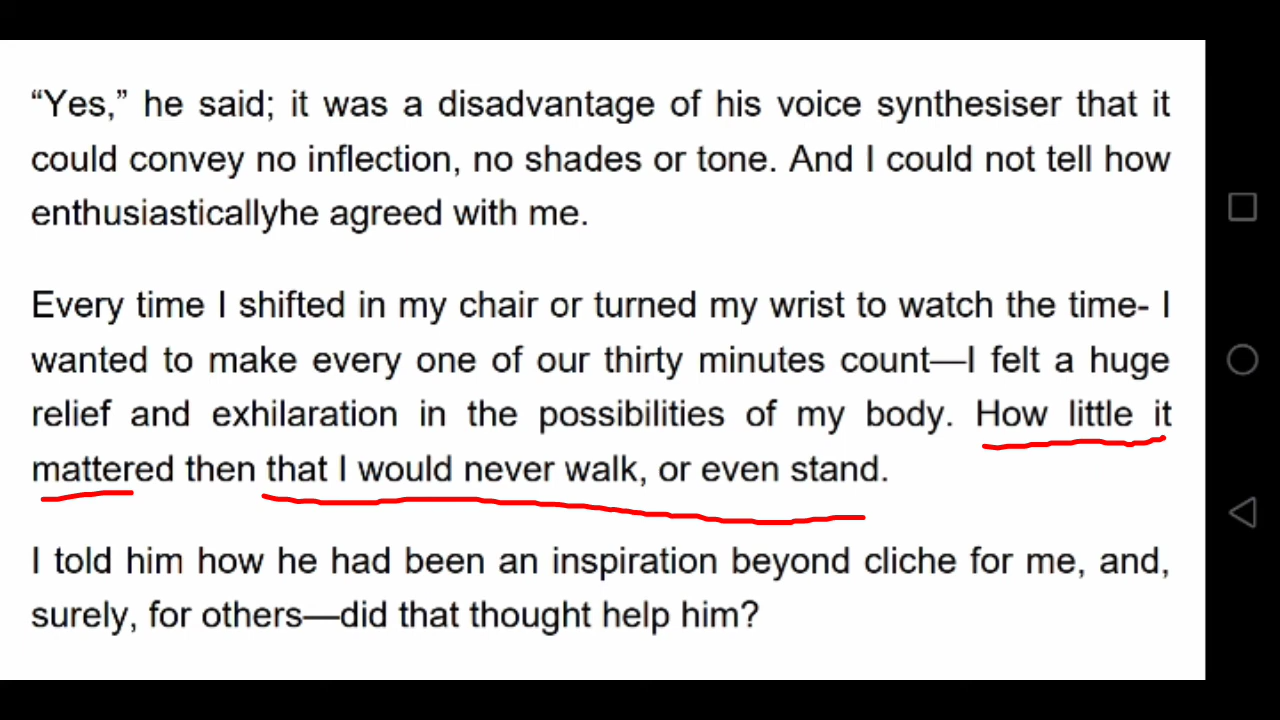 “Yes,” he said; it was a disadvantage of his voice synthesiser that it
could convey no inflection, no shades or tone. And I could not tell how
enthusiasticallyhe agreed with me.
Every time I shifted in my chair or turned my wrist to watch the time- I
wanted to make every one of our thirty minutes count—I felt a huge
relief and exhilaration in the possibilities of my body. How little it
mattered then that I would never walk, or even stand.
I told him how he had been an inspiration beyond cliche for me, and,
surely, for others—did that thought help him?